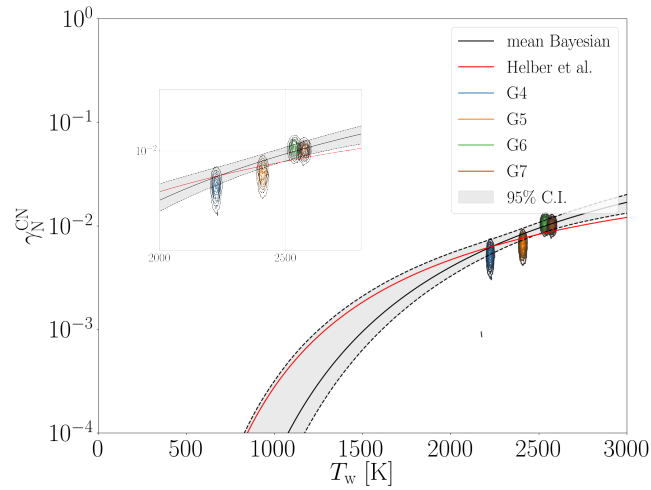 10^0
10^{-1}
10^{-2}
10^{-3}
10^{-4}
γ_N^{CN}
mean Bayesian
Helber et al.
G4
G5
G6
G7
95% C.I.
10^{-2}
2000
2500
0
500
1000
1500
2000
2500
3000
T_w [K]